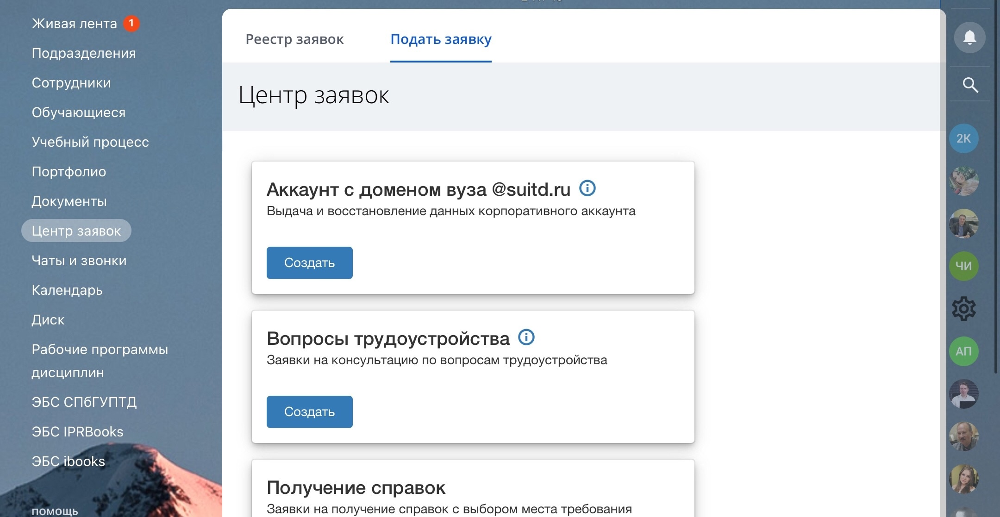 Живая лента 1
Подразделения
Сотрудники
Обучающиеся
Учебный процесс
Портфолио
Документы
Центр заявок
Чаты и звонки
Календарь
Диск
Рабочие программы
дисциплин
ЭБС СПбГУПТД
ЭБС IPRBooks
ЭБС ibooks
ПОМОЩЬ
Реестр заявок
Подать заявку
Центр заявок
Аккаунт с доменом вуза @suitd.ru
Выдача и восстановление данных корпоративного аккаунта
Создать
Вопросы трудоустройства
Заявки на консультацию по вопросам трудоустройства
Создать
Получение справок
Заявки на получение справок с выбором места требования
2К
ЧИ
АП